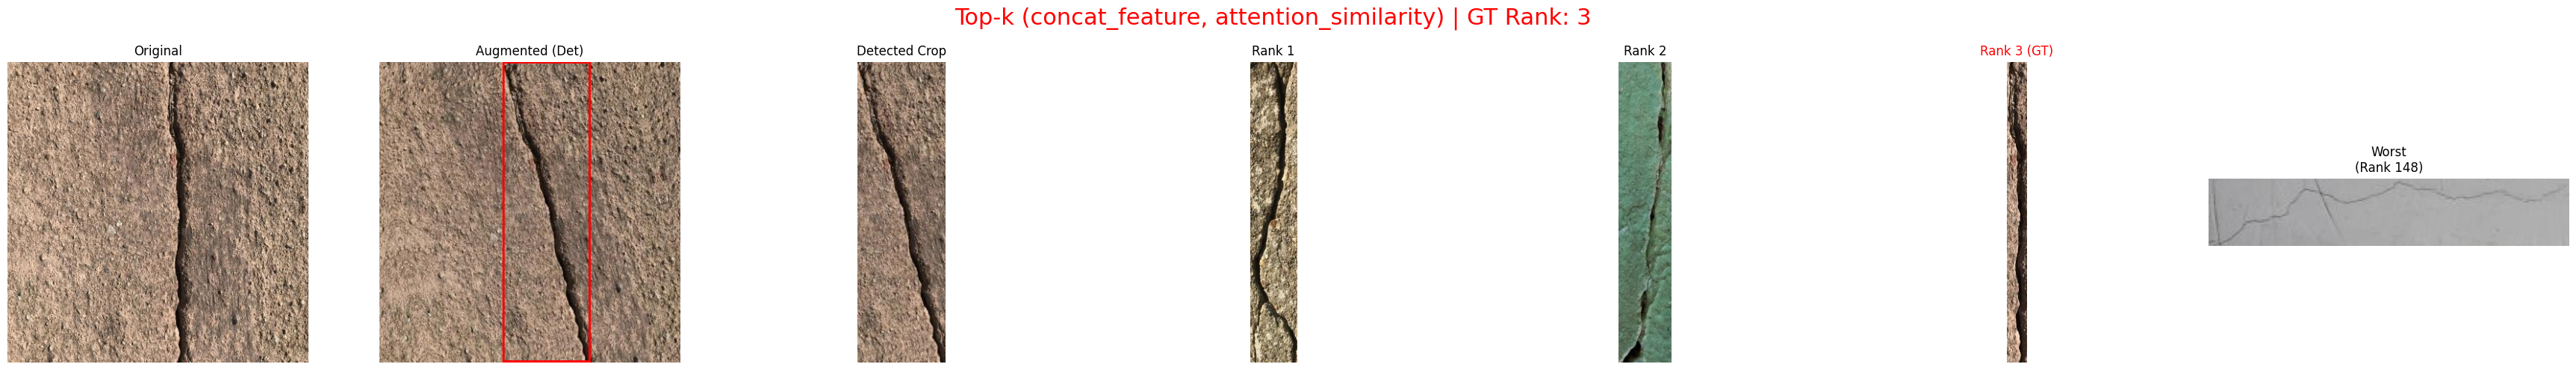 Top-k (concat_feature, attention_similarity) | GT Rank: 3
Original
Augmented (Det)
Detected Crop
Rank 1
Rank 2
Rank 3 (GT)
Worst
(Rank 148)